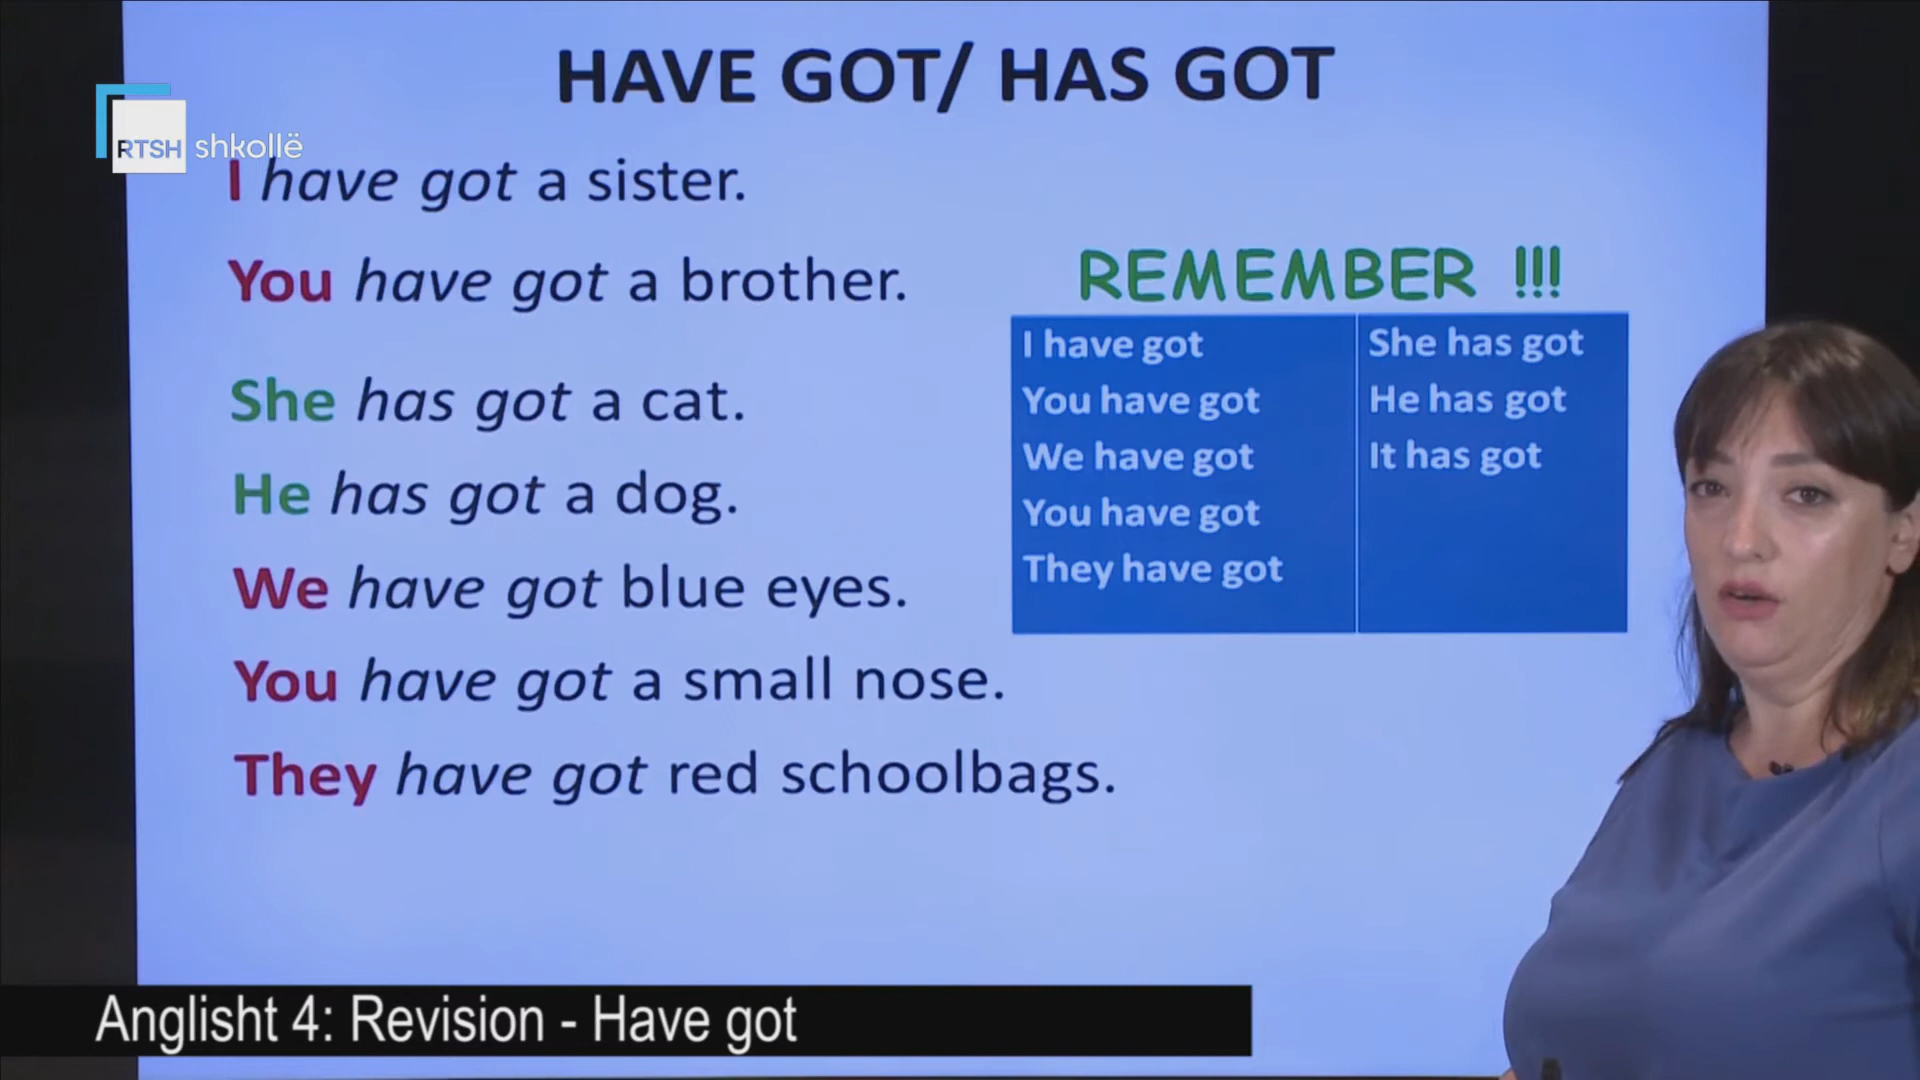 HAVE GOT/ HAS GOT
RTSH shkollë
I have got a sister.
You have got a brother.
She has got a cat.
He has got a dog.
We have got blue eyes.
You have got a small nose.
They have got red schoolbags.
REMEMBER !!!
I have got
You have got
We have got
You have got
They have got
She has got
He has got
It has got
Anglisht 4: Revision - Have got